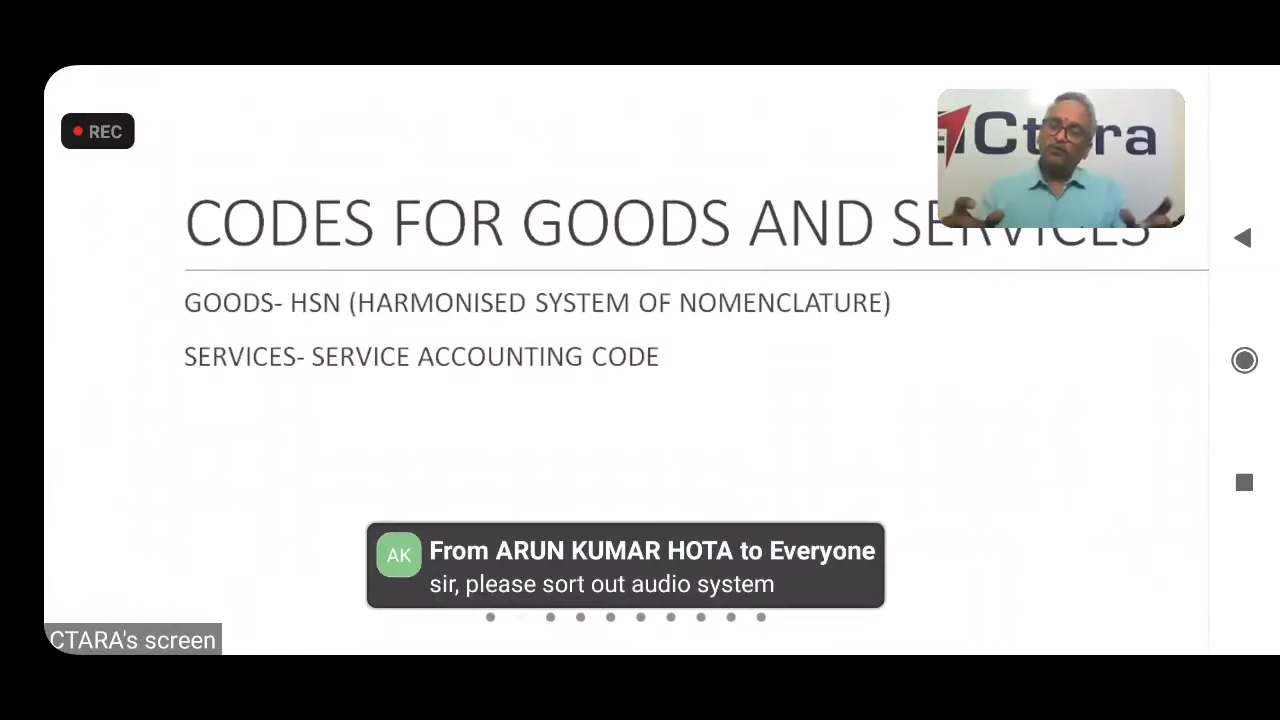 REC
Ctara
CODES FOR GOODS AND SERVICES
GOODS- HSN (HARMONISED SYSTEM OF NOMENCLATURE)
SERVICES- SERVICE ACCOUNTING CODE
AK
From ARUN KUMAR HOTA to Everyone
sir, please sort out audio system
CTARA's screen